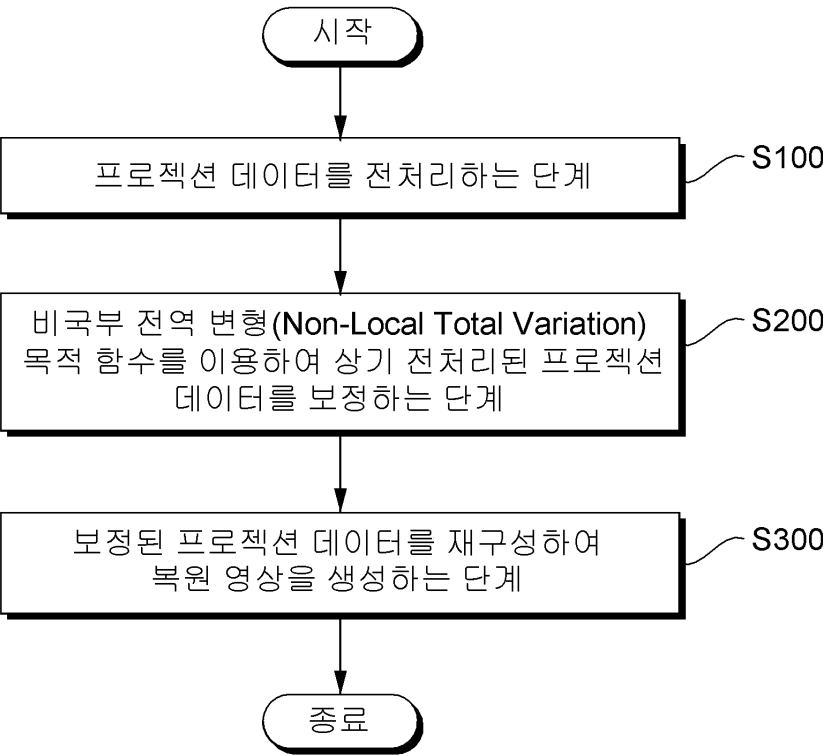 시작
프로젝션 데이터를 전처리하는 단계
S100
비국부 전역 변형(Non-Local Total Variation)
목적 함수를 이용하여 상기 전처리된 프로젝션
데이터를 보정하는 단계
S200
보정된 프로젝션 데이터를 재구성하여
복원 영상을 생성하는 단계
S300
종료